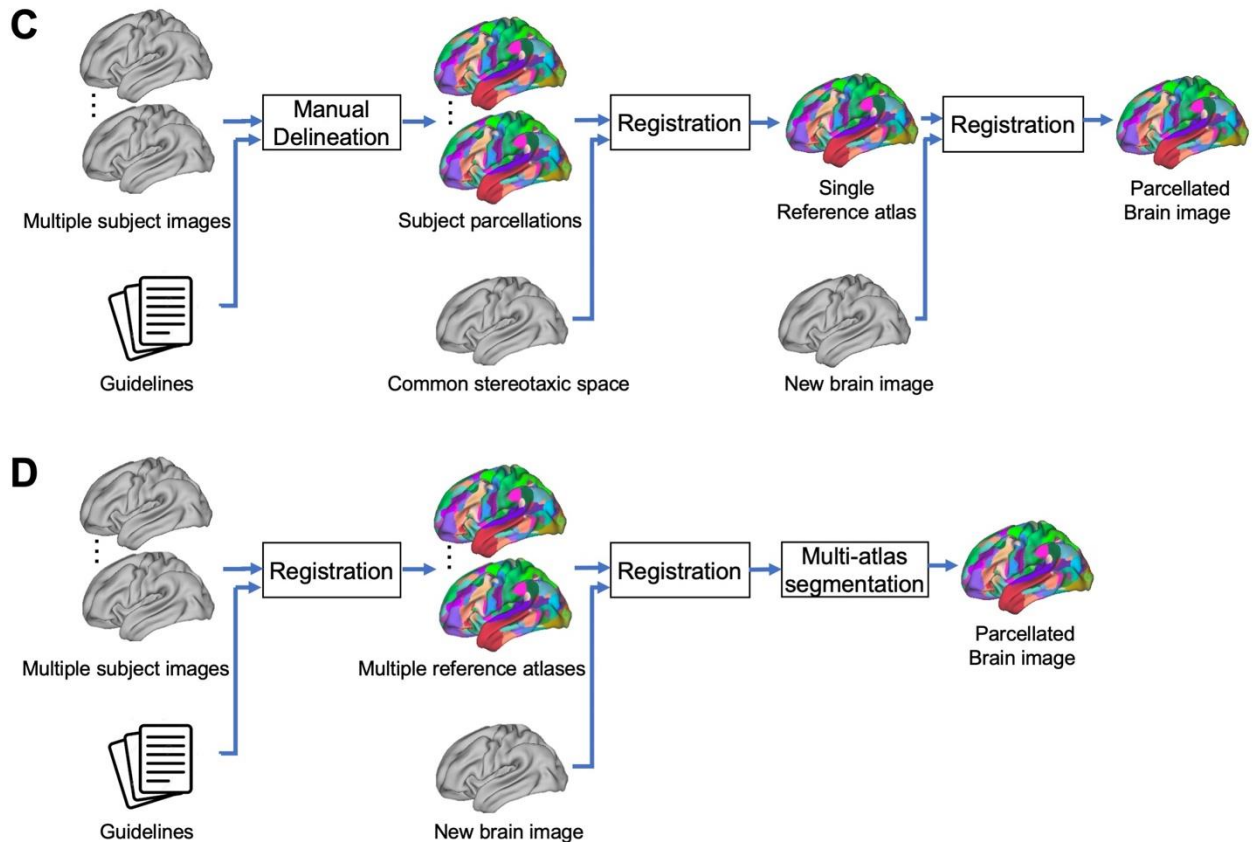 C
Manual
Delineation
Registration
Registration
Multiple subject images
Subject parcellations
Single
Reference atlas
Parcellated
Brain image
Guidelines
Common stereotaxic space
New brain image
D
Registration
Registration
Multi-atlas
segmentation
Multiple subject images
Multiple reference atlases
Parcellated
Brain image
Guidelines
New brain image